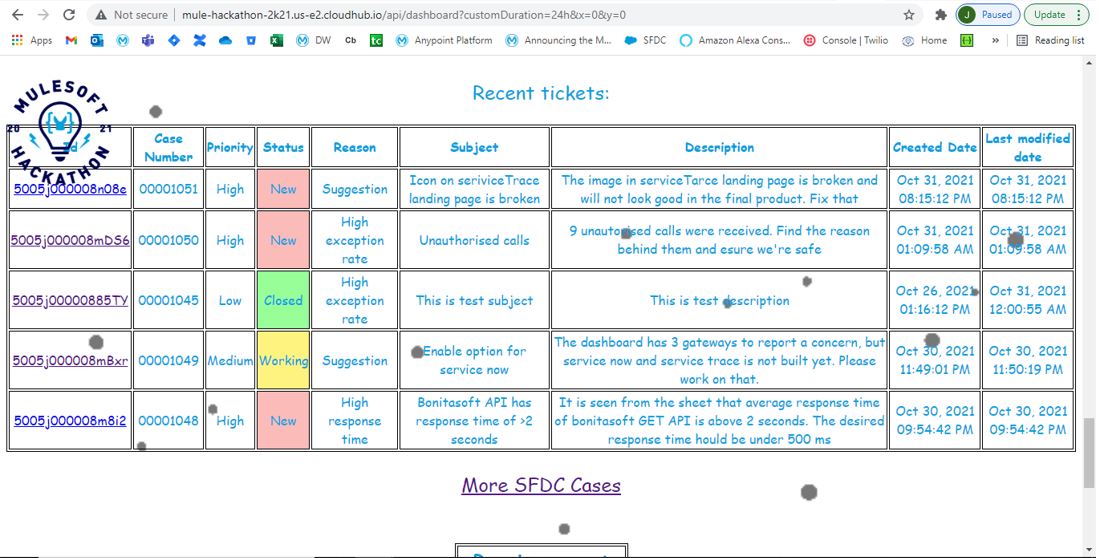 Not secure | mule-hackathon-2k21.us-e2.cloudhub.io/api/dashboard?customDuration=24h&x=0&y=0
J Paused Update
Apps M DW Cb tc Anypoint Platform Announcing the M... SFDC Amazon Alexa Cons... Console | Twilio Home » Reading list
MULESOFT
20 21
HACKATHON
Recent tickets:
Id Case Number Priority Status Reason Subject Description Created Date Last modified date
5005j000008n08e 00001051 High New Suggestion Icon on seriviceTrace landing page is broken The image in serviceTarce landing page is broken and will not look good in the final product. Fix that Oct 31, 2021 08:15:12 PM Oct 31, 2021 08:15:12 PM
5005j000008mDS6 00001050 High New High exception rate Unauthorised calls 9 unautorised calls were received. Find the reason behind them and esure we're safe Oct 31, 2021 01:09:58 AM Oct 31, 2021 01:09:58 AM
5005j00000885TY 00001045 Low Closed High exception rate This is test subject This is test description Oct 26, 2021 01:16:12 PM Oct 31, 2021 12:00:55 AM
5005j000008mBxr 00001049 Medium Working Suggestion Enable option for service now The dashboard has 3 gateways to report a concern, but service now and service trace is not built yet. Please work on that. Oct 30, 2021 11:49:01 PM Oct 30, 2021 11:50:19 PM
5005j000008m8i2 00001048 High New High response time Bonitasoft API has response time of >2 seconds It is seen from the sheet that average response time of bonitasoft GET API is above 2 seconds. The desired response time hould be under 500 ms Oct 30, 2021 09:54:42 PM Oct 30, 2021 09:54:42 PM
More SFDC Cases